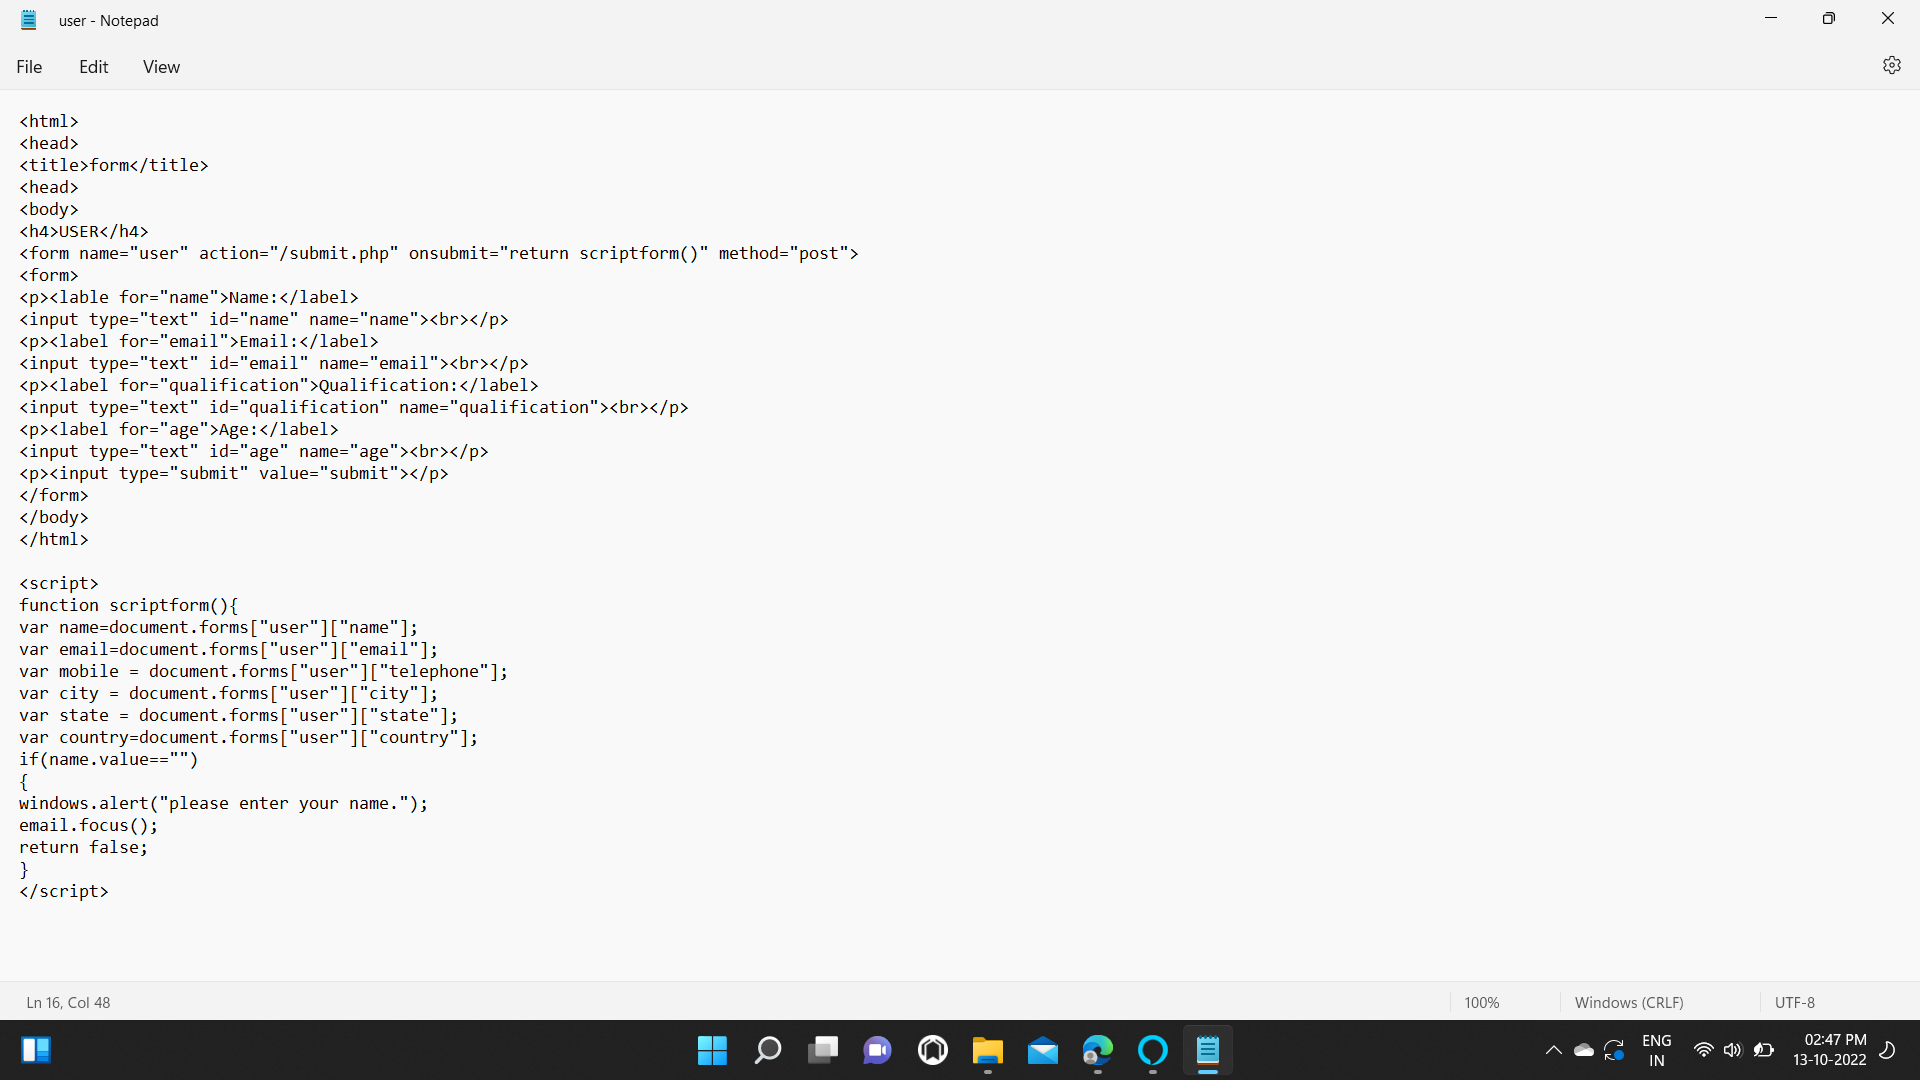 user - Notepad
File Edit View
<html>
<head>
<title>form</title>
<head>
<body>
<h4>USER</h4>
<form name="user" action="/submit.php" onsubmit="return scriptform()" method="post">
<form>
<p><lable for="name">Name:</label>
<input type="text" id="name" name="name"><br></p>
<p><label for="email">Email:</label>
<input type="text" id="email" name="email"><br></p>
<p><label for="qualification">Qualification:</label>
<input type="text" id="qualification" name="qualification"><br></p>
<p><label for="age">Age:</label>
<input type="text" id="age" name="age"><br></p>
<p><input type="submit" value="submit"></p>
</form>
</body>
</html>

<script>
function scriptform(){
var name=document.forms["user"]["name"];
var email=document.forms["user"]["email"];
var mobile = document.forms["user"]["telephone"];
var city = document.forms["user"]["city"];
var state = document.forms["user"]["state"];
var country=document.forms["user"]["country"];
if(name.value=="")
{
windows.alert("please enter your name.");
email.focus();
return false;
}
</script>
Ln 16, Col 48 100% Windows (CRLF) UTF-8
ENG 02:47 PM
IN 13-10-2022